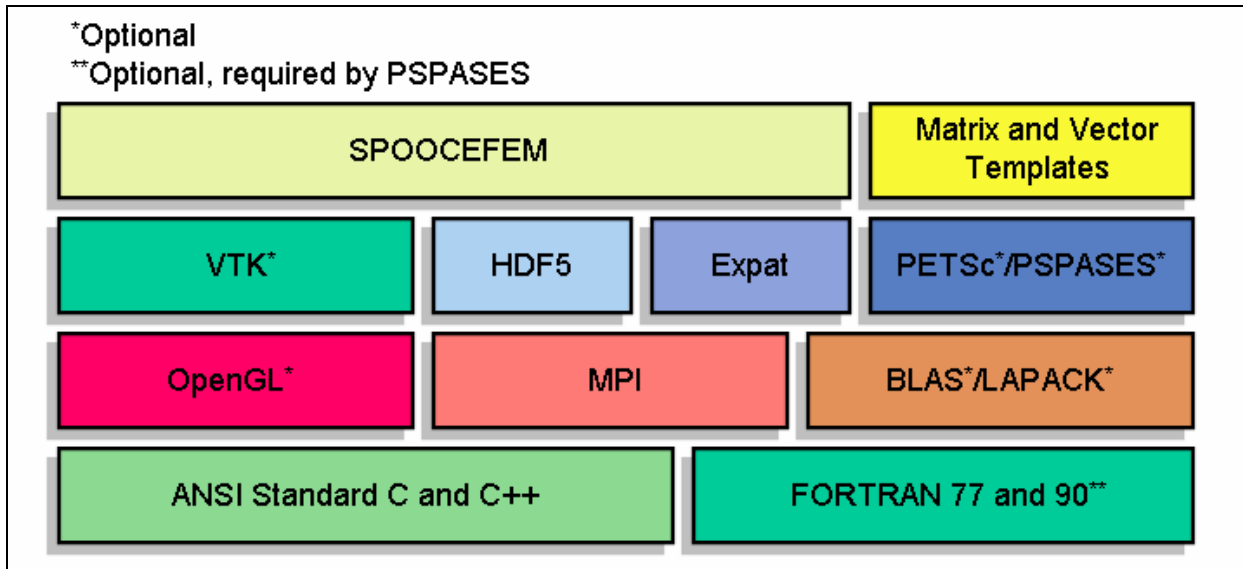 *Optional
**Optional, required by PSPASES
SPOOCEFEM
Matrix and Vector
Templates
VTK*
HDF5
Expat
PETSc*/PSPASES*
OpenGL*
MPI
BLAS*/LAPACK*
ANSI Standard C and C++
FORTRAN 77 and 90**